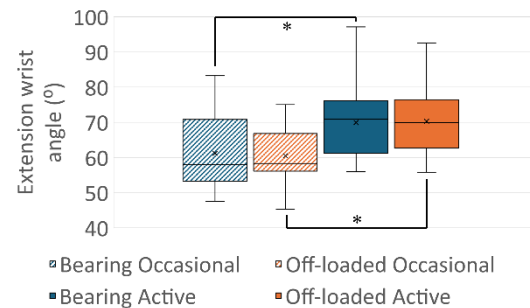 100
*
90
80
70
60
50
40
Extension wrist
angle (º)
*
Bearing Occasional
Off-loaded Occasional
Bearing Active
Off-loaded Active